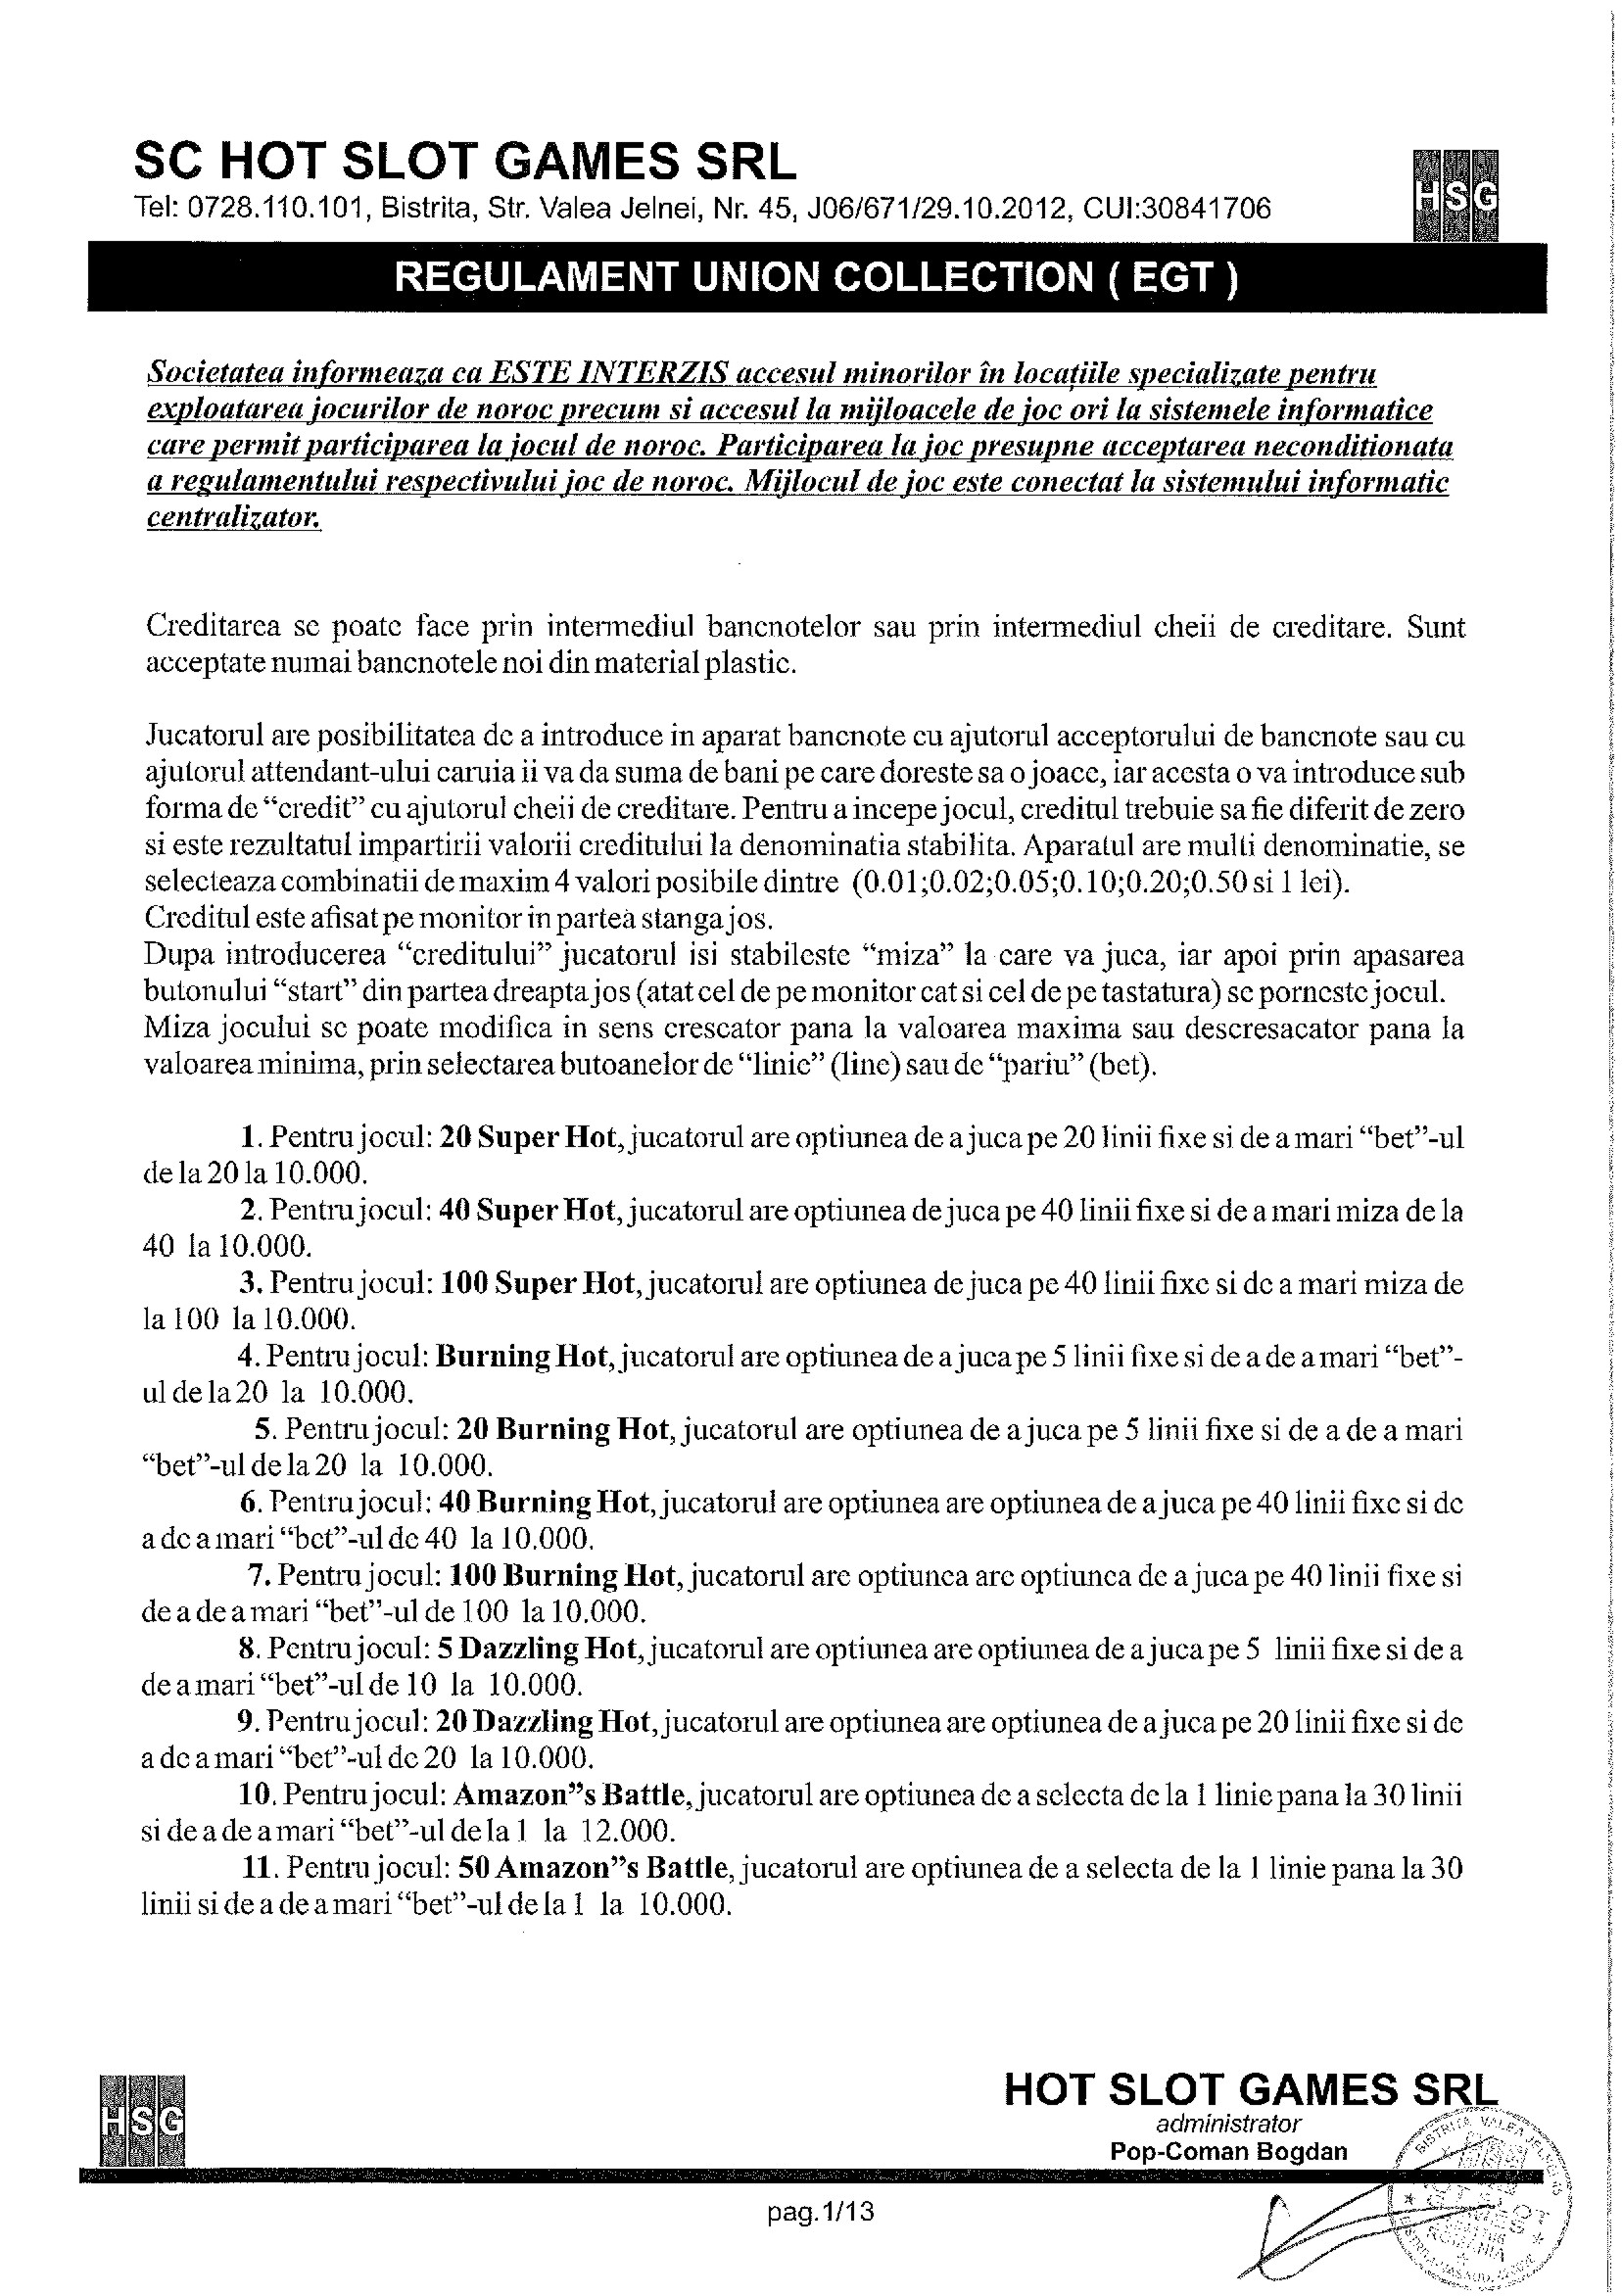 SC HOT SLOT GAMES SRL
Tel: 0728.110.101, Bistrita, Str. Valea Jelnei, Nr. 45, J06/671/29.10.2012, CUI:30841706
HSG
REGULAMENT UNION COLLECTION ( EGT )
Societatea informeaza ca ESTE INTERZIS accesul minorilor în locațiile specializate pentru
exploatarea jocurilor de noroc precum si accesul la mijloacele de joc ori la sistemele informatice
care permit participarea la jocul de noroc. Participarea la joc presupne acceptarea neconditionata
a regulamentului respectivului joc de noroc. Mijlocul de joc este conectat la sistemului informatic
centralizator.
Creditarea se poate face prin intermediul bancnotelor sau prin intermediul cheii de creditare. Sunt
acceptate numai bancnotele noi din material plastic.
Jucatorul are posibilitatea de a introduce in aparat bancnote cu ajutorul acceptorului de bancnote sau cu
ajutorul attendant-ului caruia ii va da suma de bani pe care doreste sa o joace, iar acesta o va introduce sub
forma de “credit” cu ajutorul cheii de creditare. Pentru a incepe jocul, creditul trebuie sa fie diferit de zero
si este rezultatul impartirii valorii creditului la denominatia stabilita. Aparatul are multi denominatie, se
selecteaza combinatii de maxim 4 valori posibile dintre (0.01;0.02;0.05;0.10;0.20;0.50 si 1 lei).
Creditul este afisat pe monitor in partea stanga jos.
Dupa introducerea “creditului” jucatorul isi stabileste “miza” la care va juca, iar apoi prin apasarea
butonului “start” din partea dreapta jos (atat cel de pe monitor cat si cel de pe tastatura) se porneste jocul.
Miza jocului se poate modifica in sens crescator pana la valoarea maxima sau descresacator pana la
valoarea minima, prin selectarea butoanelor de “linie” (line) sau de “pariu” (bet).
1. Pentru jocul: 20 Super Hot, jucatorul are optiunea de a juca pe 20 linii fixe si de a mari “bet”-ul
de la 20 la 10.000.
2. Pentru jocul: 40 Super Hot, jucatorul are optiunea de juca pe 40 linii fixe si de a mari miza de la
40 la 10.000.
3. Pentru jocul: 100 Super Hot, jucatorul are optiunea de juca pe 40 linii fixe si de a mari miza de
la 100 la 10.000.
4. Pentru jocul: Burning Hot, jucatorul are optiunea de a juca pe 5 linii fixe si de a de a mari “bet”-
ul de la 20 la 10.000.
5. Pentru jocul: 20 Burning Hot, jucatorul are optiunea de a juca pe 5 linii fixe si de a de a mari
“bet”-ul de la 20 la 10.000.
6. Pentru jocul: 40 Burning Hot, jucatorul are optiunea are optiunea de a juca pe 40 linii fixe si de
a de a mari “bet”-ul de 40 la 10.000.
7. Pentru jocul: 100 Burning Hot, jucatorul are optiunea are optiunea de a juca pe 40 linii fixe si
de a de a mari “bet”-ul de 100 la 10.000.
8. Pentru jocul: 5 Dazzling Hot, jucatorul are optiunea are optiunea de a juca pe 5 linii fixe si de a
de a mari “bet”-ul de 10 la 10.000.
9. Pentru jocul: 20 Dazzling Hot, jucatorul are optiunea are optiunea de a juca pe 20 linii fixe si de
a de a mari “bet”-ul de 20 la 10.000.
10. Pentru jocul: Amazon”s Battle, jucatorul are optiunea de a selecta de la 1 linie pana la 30 linii
si de a de a mari “bet”-ul de la 1 la 12.000.
11. Pentru jocul: 50 Amazon”s Battle, jucatorul are optiunea de a selecta de la 1 linie pana la 30
linii si de a de a mari “bet”-ul de la 1 la 10.000.
HSG
HOT SLOT GAMES SRL
administrator
Pop-Coman Bogdan
pag.1/13